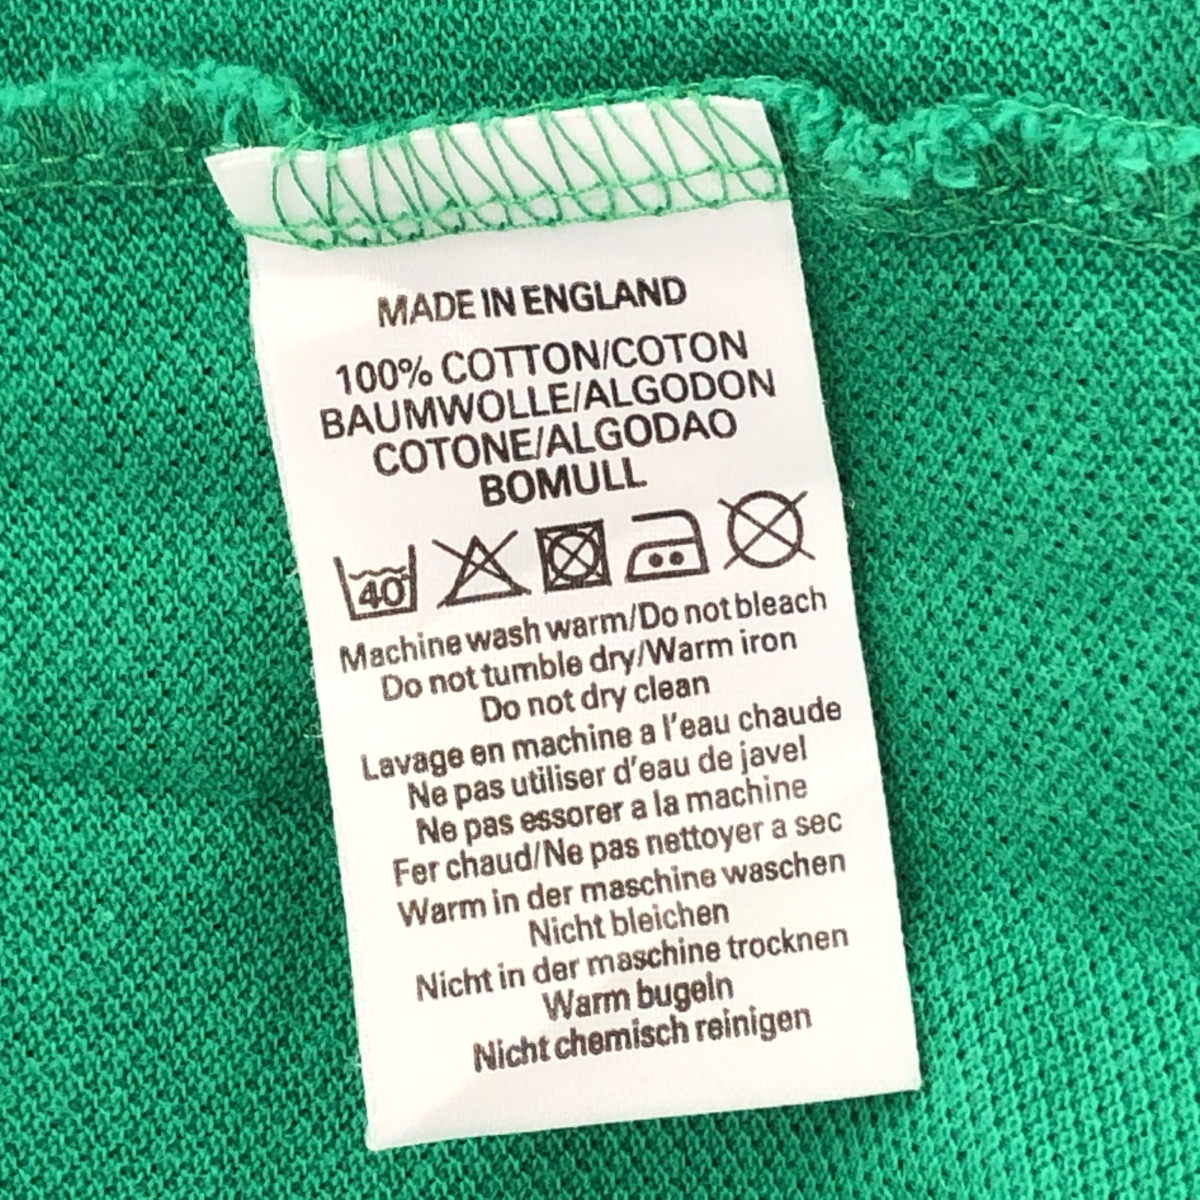 MADE IN ENGLAND
100% COTTON/COTON
BAUMWOLLE/ALGODON
COTONE/ALGODAO
BOMULL
40
Machine wash warm/Do not bleach
Do not tumble dry/Warm iron
Do not dry clean
Lavage en machine a l'eau chaude
Ne pas utiliser d'eau de javel
Ne pas essorer a la machine
Fer chaud/Ne pas nettoyer a sec
Warm in der maschine waschen
Nicht bleichen
Nicht in der maschine trocknen
Warm bugeln
Nicht chemisch reinigen